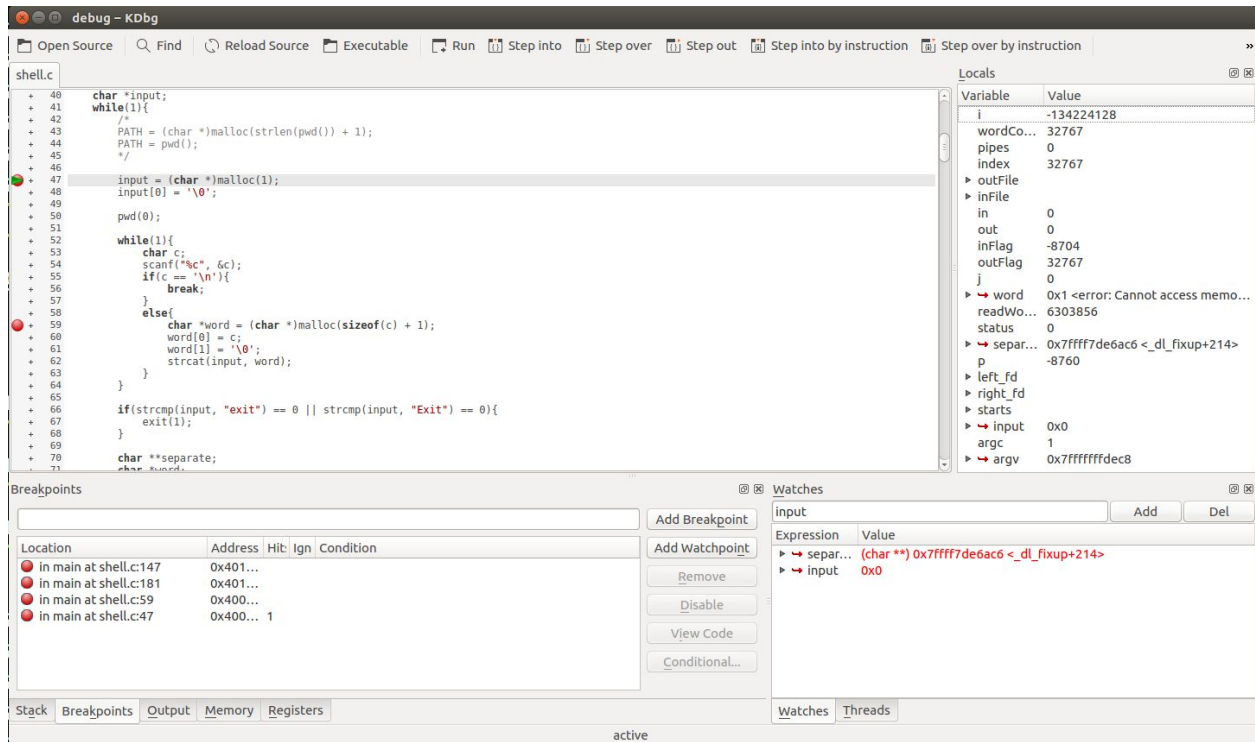 debug – KDbg
Open Source Find Reload Source Executable Run Step into Step over Step out Step into by instruction Step over by instruction »
shell.c
+ 40 char *input;
+ 41 while(1){
+ 42 /*
+ 43 PATH = (char *)malloc(strlen(pwd()) + 1);
+ 44 PATH = pwd();
+ 45 */
+ 46
+ 47 input = (char *)malloc(1);
+ 48 input[0] = '\0';
+ 49
+ 50 pwd(0);
+ 51
+ 52 while(1){
+ 53 char c;
+ 54 scanf("%c", &c);
+ 55 if(c == '\n'){
+ 56 break;
+ 57 }
+ 58 else{
+ 59 char *word = (char *)malloc(sizeof(c) + 1);
+ 60 word[0] = c;
+ 61 word[1] = '\0';
+ 62 strcat(input, word);
+ 63 }
+ 64 }
+ 65
+ 66 if(strcmp(input, "exit") == 0 || strcmp(input, "Exit") == 0){
+ 67 exit(1);
+ 68 }
+ 69
+ 70 char **separate;
71 char *word;
Locals
Variable Value
i -134224128
wordCo... 32767
pipes 0
index 32767
outFile
inFile
in 0
out 0
inFlag -8704
outFlag 32767
j 0
word 0x1 <error: Cannot access memo...
readWo... 6303856
status 0
separ... 0x7ffff7de6ac6 <_dl_fixup+214>
p -8760
left_fd
right_fd
starts
input 0x0
argc 1
argv 0x7fffffffdec8
Breakpoints
Add Breakpoint
Location Address Hit: Ign Condition
in main at shell.c:147 0x401...
in main at shell.c:181 0x401...
in main at shell.c:59 0x400...
in main at shell.c:47 0x400... 1
Add Watchpoint
Remove
Disable
View Code
Conditional...
Stack Breakpoints Output Memory Registers
Watches
input Add Del
Expression Value
separ... (char **) 0x7ffff7de6ac6 <_dl_fixup+214>
input 0x0
Watches Threads
active